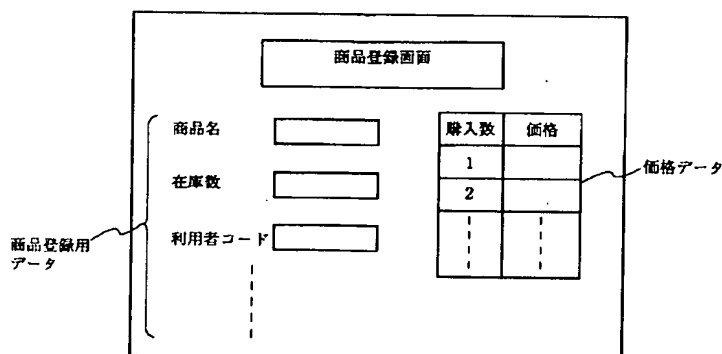 商品登録画面
商品名
在庫数
利用者コード
購入数 価格
1
2
価格データ
商品登録用
データ